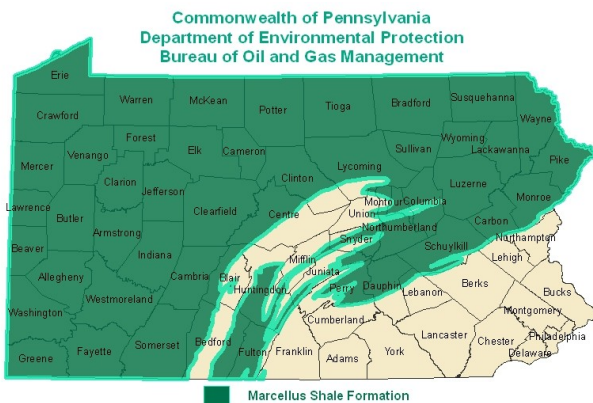 Commonwealth of Pennsylvania
Department of Environmental Protection
Bureau of Oil and Gas Management
Erie
Warren
McKean
Potter
Tioga
Bradford
Susquehanna
Wayne
Crawford
Forest
Elk
Cameron
Sullivan
Wyoming
Lackawanna
Pike
Mercer
Venango
Clarion
Jefferson
Clinton
Lycoming
Luzerne
Monroe
Lawrence
Butler
Armstrong
Clearfield
Centre
Union
Montour
Columbia
Northumberland
Carbon
Northampton
Beaver
Allegheny
Indiana
Cambria
Blair
Huntingdon
Mifflin
Snyder
Juniata
Schuylkill
Lehigh
Washington
Westmoreland
Perry
Dauphin
Lebanon
Berks
Bucks
Greene
Fayette
Somerset
Bedford
Fulton
Franklin
Cumberland
Adams
York
Lancaster
Chester
Montgomery
Philadelphia
Delaware
Marcellus Shale Formation